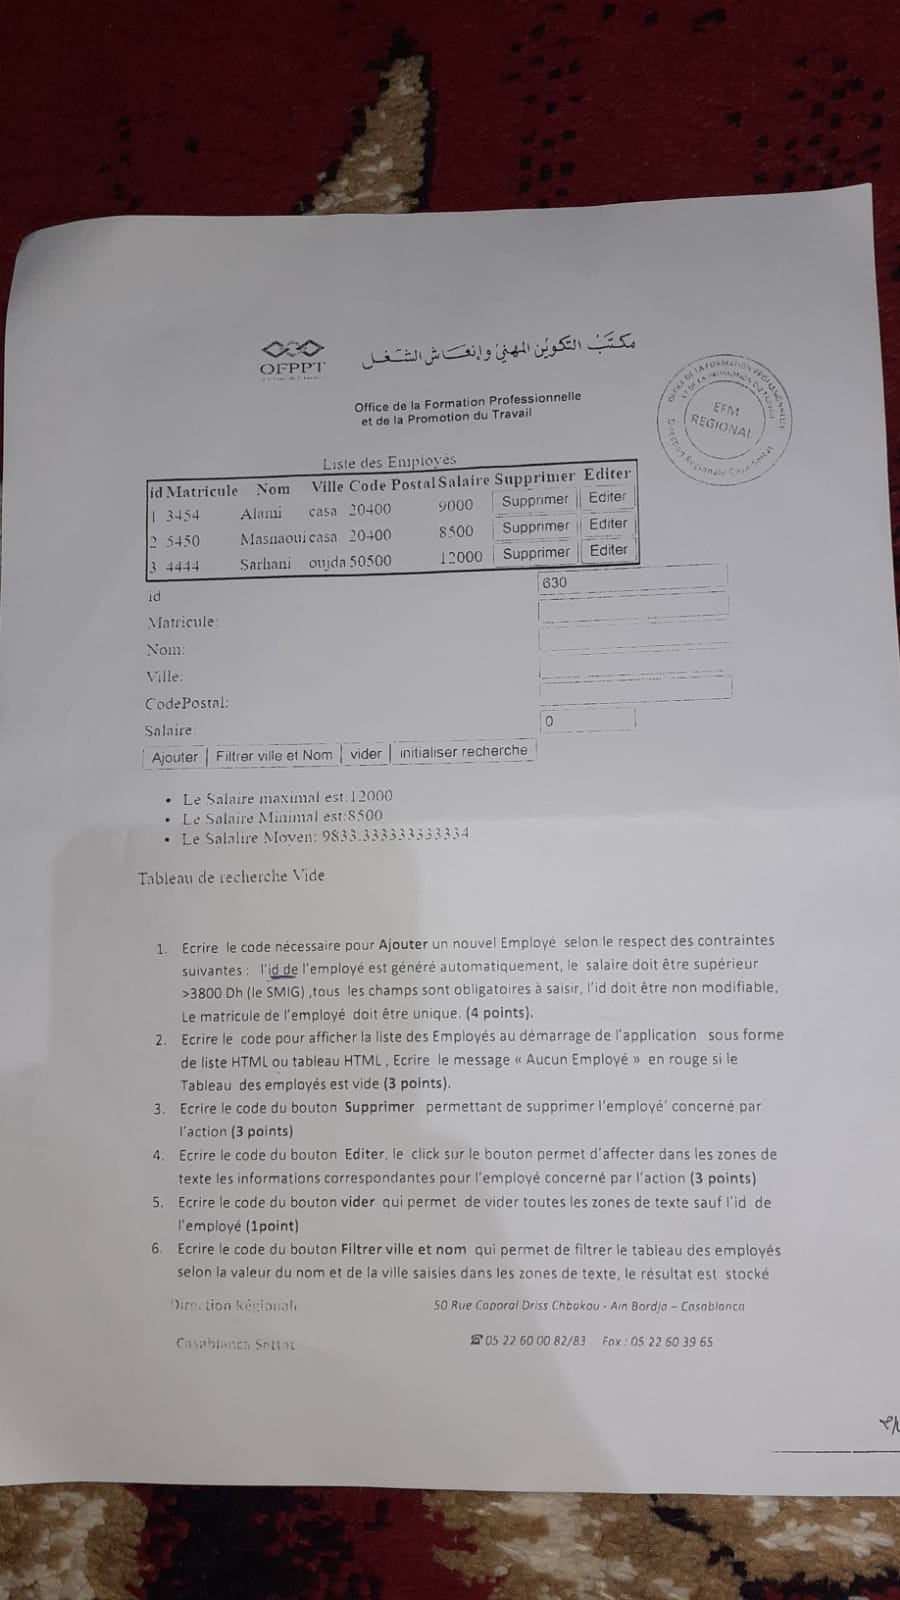 مكتب التكوين المهني وإنعاش الشغل
OFPPT
Office de la Formation Professionnelle
et de la Promotion du Travail
OFFICE DE LA FORMATION PROFESSIONNELLE
ET DE LA PROMOTION DU TRAVAIL
EFM
REGIONAL
Direction Régionale Casa-Settat
Liste des Employés
id Matricule Nom Ville Code Postal Salaire Supprimer Editer
1 3454 Alami casa 20400 9000 Supprimer Editer
2 5450 Masnaoui casa 20400 8500 Supprimer Editer
3 4444 Sarhani oujda 50500 12000 Supprimer Editer
id 630
Matricule:
Nom:
Ville:
CodePostal:
Salaire: 0
Ajouter Filtrer ville et Nom vider initialiser recherche
• Le Salaire maximal est:12000
• Le Salaire Minimal est:8500
• Le Salalire Moyen: 9833.333333333334
Tableau de recherche Vide
1. Ecrire le code nécessaire pour Ajouter un nouvel Employé selon le respect des contraintes
suivantes : l'id de l'employé est généré automatiquement, le salaire doit être supérieur
>3800 Dh (le SMIG) ,tous les champs sont obligatoires à saisir, l'id doit être non modifiable,
Le matricule de l'employé doit être unique. (4 points).
2. Ecrire le code pour afficher la liste des Employés au démarrage de l'application sous forme
de liste HTML ou tableau HTML , Ecrire le message « Aucun Employé » en rouge si le
Tableau des employés est vide (3 points).
3. Ecrire le code du bouton Supprimer permettant de supprimer l'employé' concerné par
l'action (3 points)
4. Ecrire le code du bouton Editer, le click sur le bouton permet d'affecter dans les zones de
texte les informations correspondantes pour l'employé concerné par l'action (3 points)
5. Ecrire le code du bouton vider qui permet de vider toutes les zones de texte sauf l'id de
l'employé (1point)
6. Ecrire le code du bouton Filtrer ville et nom qui permet de filtrer le tableau des employés
selon la valeur du nom et de la ville saisies dans les zones de texte, le résultat est stocké
Direction Régionale 50 Rue Caporal Driss Chbakou - Ain Bordja – Casablanca
Casablanca Settat ☎ 05 22 60 00 82/83 Fax : 05 22 60 39 65